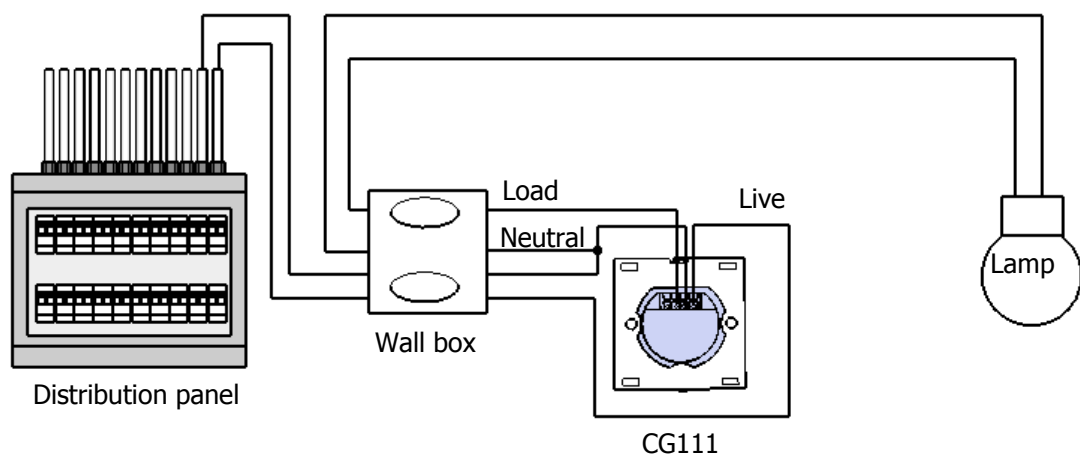 Load
Live
Neutral
Lamp
Wall box
Distribution panel
CG111